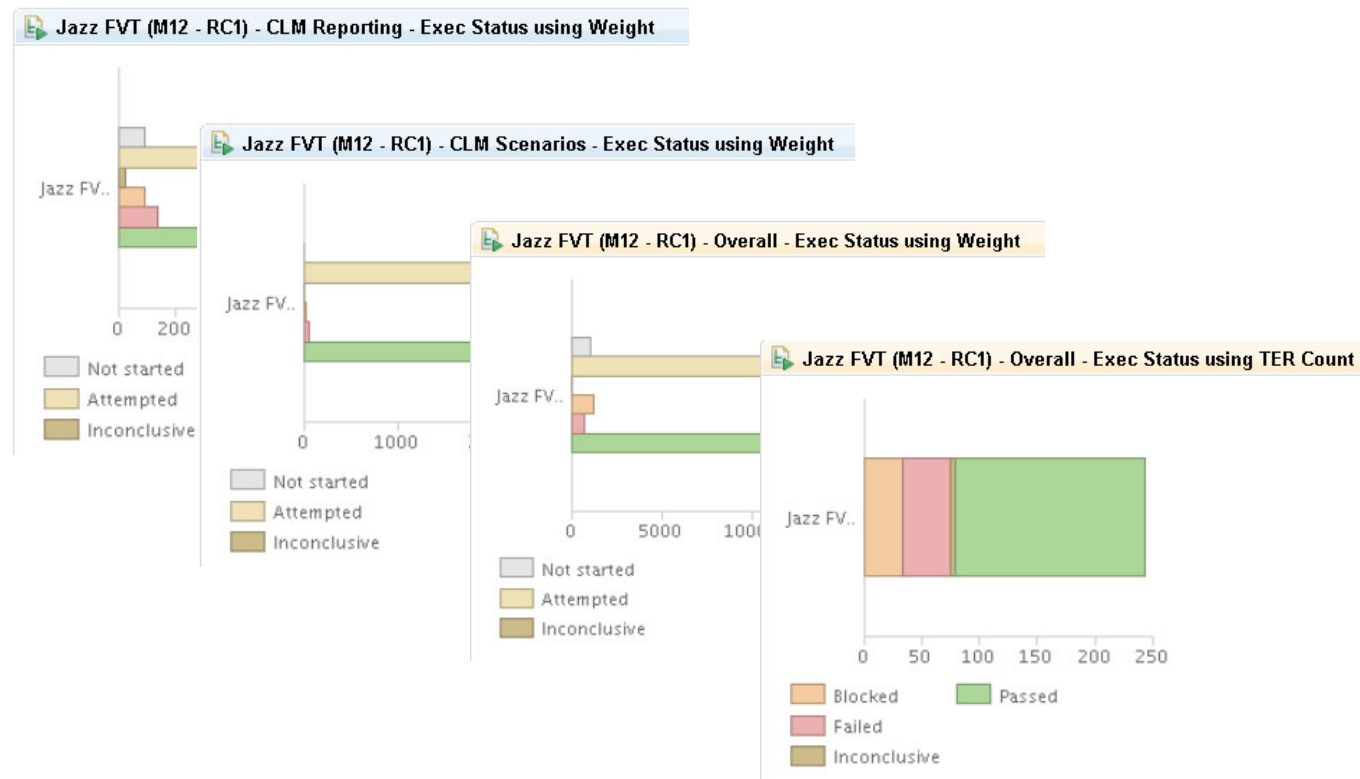 Jazz FVT (M12 - RC1) - CLM Reporting - Exec Status using Weight
Jazz FV..
0 200
Not started
Attempted
Inconclusive
Jazz FVT (M12 - RC1) - CLM Scenarios - Exec Status using Weight
Jazz FV..
0 1000
Not started
Attempted
Inconclusive
Jazz FVT (M12 - RC1) - Overall - Exec Status using Weight
Jazz FV..
0 5000
Not started
Attempted
Inconclusive
Jazz FVT (M12 - RC1) - Overall - Exec Status using TER Count
Jazz FV..
0 50 100 150 200 250
Blocked Passed
Failed
Inconclusive